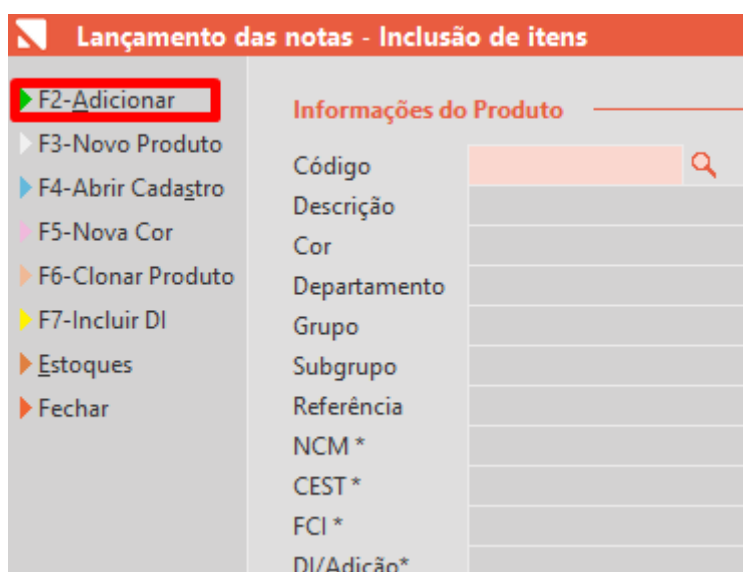 Lançamento das notas - Inclusão de itens
F2-Adicionar
F3-Novo Produto
F4-Abrir Cadastro
F5-Nova Cor
F6-Clonar Produto
F7-Incluir DI
Estoques
Fechar
Informações do Produto
Código
Descrição
Cor
Departamento
Grupo
Subgrupo
Referência
NCM *
CEST *
FCI *
DI/Adição*